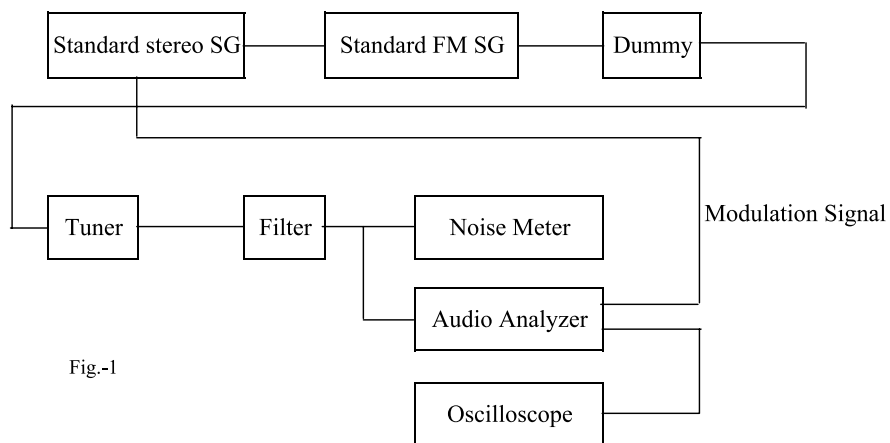 Standard stereo SG
Standard FM SG
Dummy
Tuner
Filter
Noise Meter
Modulation Signal
Audio Analyzer
Fig.-1
Oscilloscope